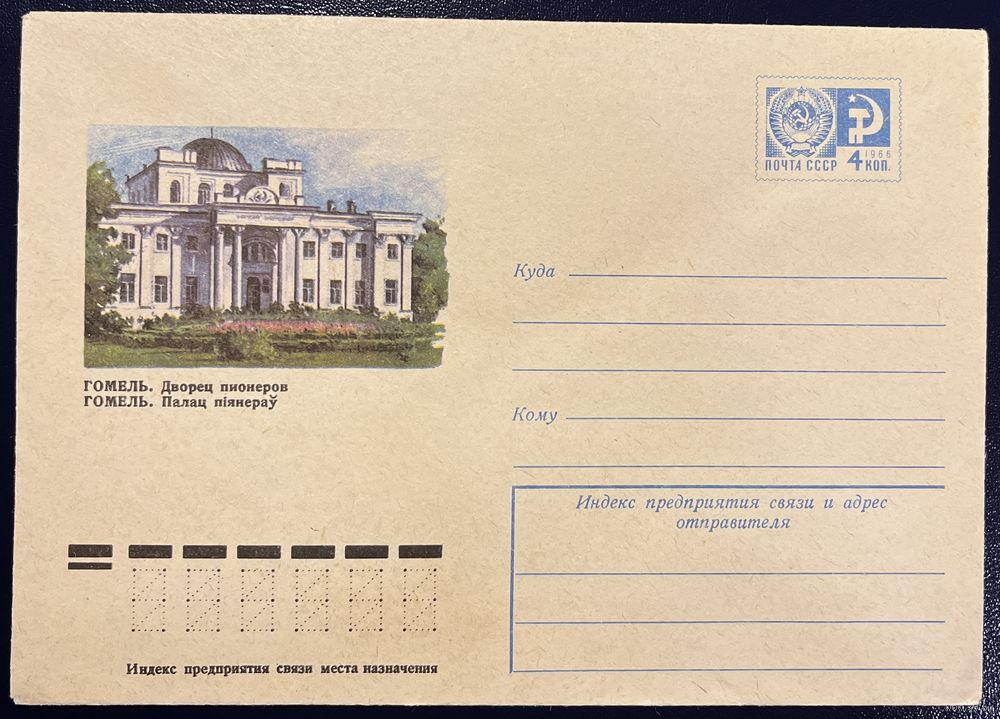 ПОЧТА СССР
1966
4 КОП.
Куда
ГОМЕЛЬ. Дворец пионеров
ГОМЕЛЬ. Палац піянераў
Кому
Индекс предприятия связи и адрес
отправителя
Индекс предприятия связи места назначения